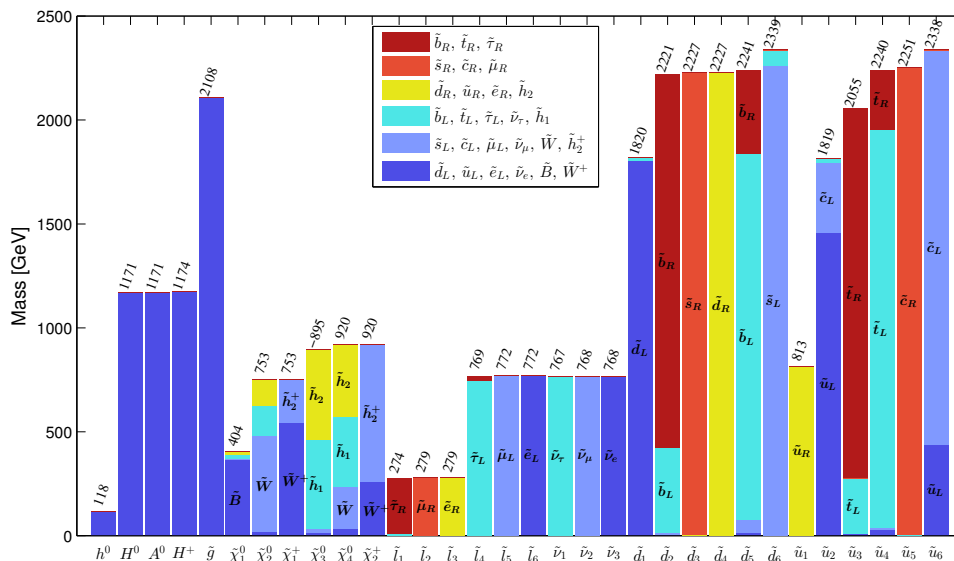 2500
2000
1500
1000
500
0
Mass [GeV]
b̃_R, t̃_R, τ̃_R
s̃_R, c̃_R, μ̃_R
d̃_R, ũ_R, ẽ_R, h̃_2
b̃_L, t̃_L, τ̃_L, ν̃_τ, h̃_1
s̃_L, c̃_L, μ̃_L, ν̃_μ, W̃, h̃_2^+
d̃_L, ũ_L, ẽ_L, ν̃_e, B̃, W̃^+
118 1171 1171 1174 2108 404 753 753 −895 920 920 274 279 279 769 772 772 767 768 768 1820 2221 2227 2227 2241 2339 813 1819 2055 2240 2251 2338
B̃
W̃
h̃_2^+
W̃^+
h̃_2
h̃_1
h̃_2
h̃_1
W̃
h̃_2^+
W̃^+
τ̃_R
μ̃_R
ẽ_R
τ̃_L
μ̃_L
ẽ_L
ν̃_τ
ν̃_μ
ν̃_e
d̃_L
b̃_R
b̃_L
s̃_R
d̃_R
b̃_R
b̃_L
s̃_L
ũ_R
c̃_L
ũ_L
t̃_R
t̃_L
t̃_R
t̃_L
c̃_R
c̃_L
ũ_L
h^0 H^0 A^0 H^+ g̃ χ̃_1^0 χ̃_2^0 χ̃_1^+ χ̃_3^0 χ̃_4^0 χ̃_2^+ l̃_1 l̃_2 l̃_3 l̃_4 l̃_5 l̃_6 ν̃_1 ν̃_2 ν̃_3 d̃_1 d̃_2 d̃_3 d̃_4 d̃_5 d̃_6 ũ_1 ũ_2 ũ_3 ũ_4 ũ_5 ũ_6